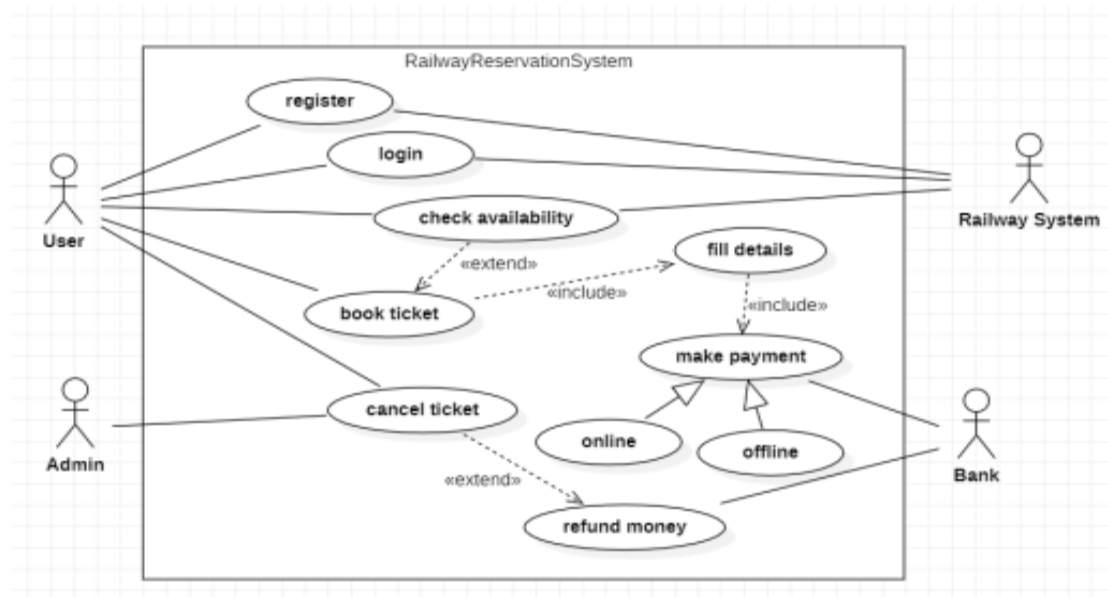 RailwayReservationSystem
register
login
User
check availability
Railway System
fill details
«extend»
«include»
«include»
book ticket
make payment
cancel ticket
online
offline
Admin
Bank
«extend»
refund money